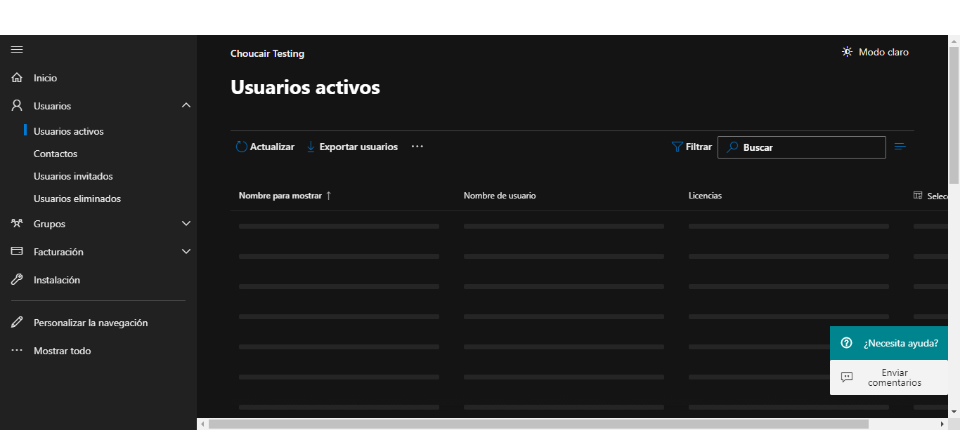 Choucair Testing
Modo claro
Inicio
Usuarios activos
Usuarios
Usuarios activos
Contactos
Usuarios invitados
Usuarios eliminados
Grupos
Facturación
Instalación
Personalizar la navegación
Mostrar todo
Actualizar Exportar usuarios ··· Filtrar Buscar
Nombre para mostrar ↑ Nombre de usuario Licencias Selec
¿Necesita ayuda?
Enviar
comentarios